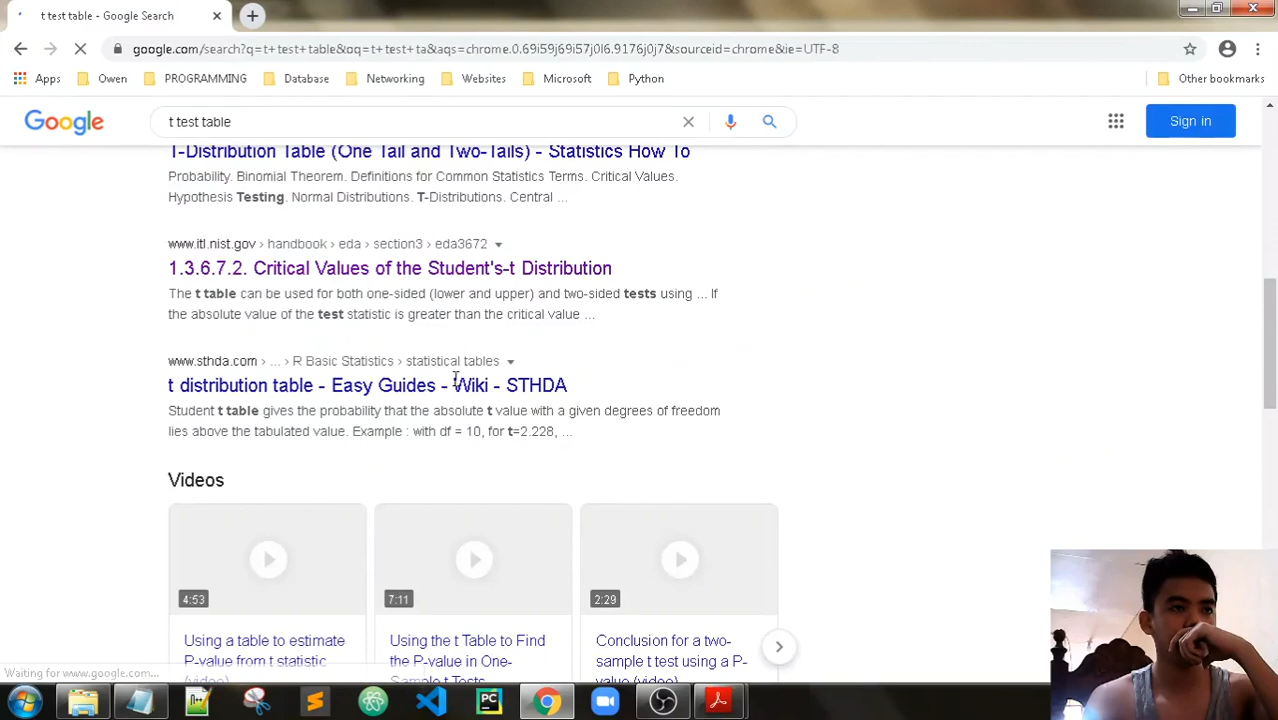 t test table - Google Search
google.com/search?q=t+test+table&oq=t+test+ta&aqs=chrome.0.69i59j69i57j0l6.9176j0j7&sourceid=chrome&ie=UTF-8
Apps Owen PROGRAMMING Database Networking Websites Microsoft Python Other bookmarks
Google t test table Sign in
T-Distribution Table (One Tail and Two-Tails) - Statistics How To
Probability. Binomial Theorem. Definitions for Common Statistics Terms. Critical Values.
Hypothesis Testing. Normal Distributions. T-Distributions. Central ...
www.itl.nist.gov › handbook › eda › section3 › eda3672
1.3.6.7.2. Critical Values of the Student's-t Distribution
The t table can be used for both one-sided (lower and upper) and two-sided tests using ... If
the absolute value of the test statistic is greater than the critical value ...
www.sthda.com › ... › R Basic Statistics › statistical tables
t distribution table - Easy Guides - Wiki - STHDA
Student t table gives the probability that the absolute t value with a given degrees of freedom
lies above the tabulated value. Example : with df = 10, for t=2.228, ...
Videos
4:53
7:11
2:29
Using a table to estimate
P-value from t statistic
(video)
Using the t Table to Find
the P-value in One-
Sample t Tests
Conclusion for a two-
sample t test using a P-
value (video)
Waiting for www.google.com...
PC